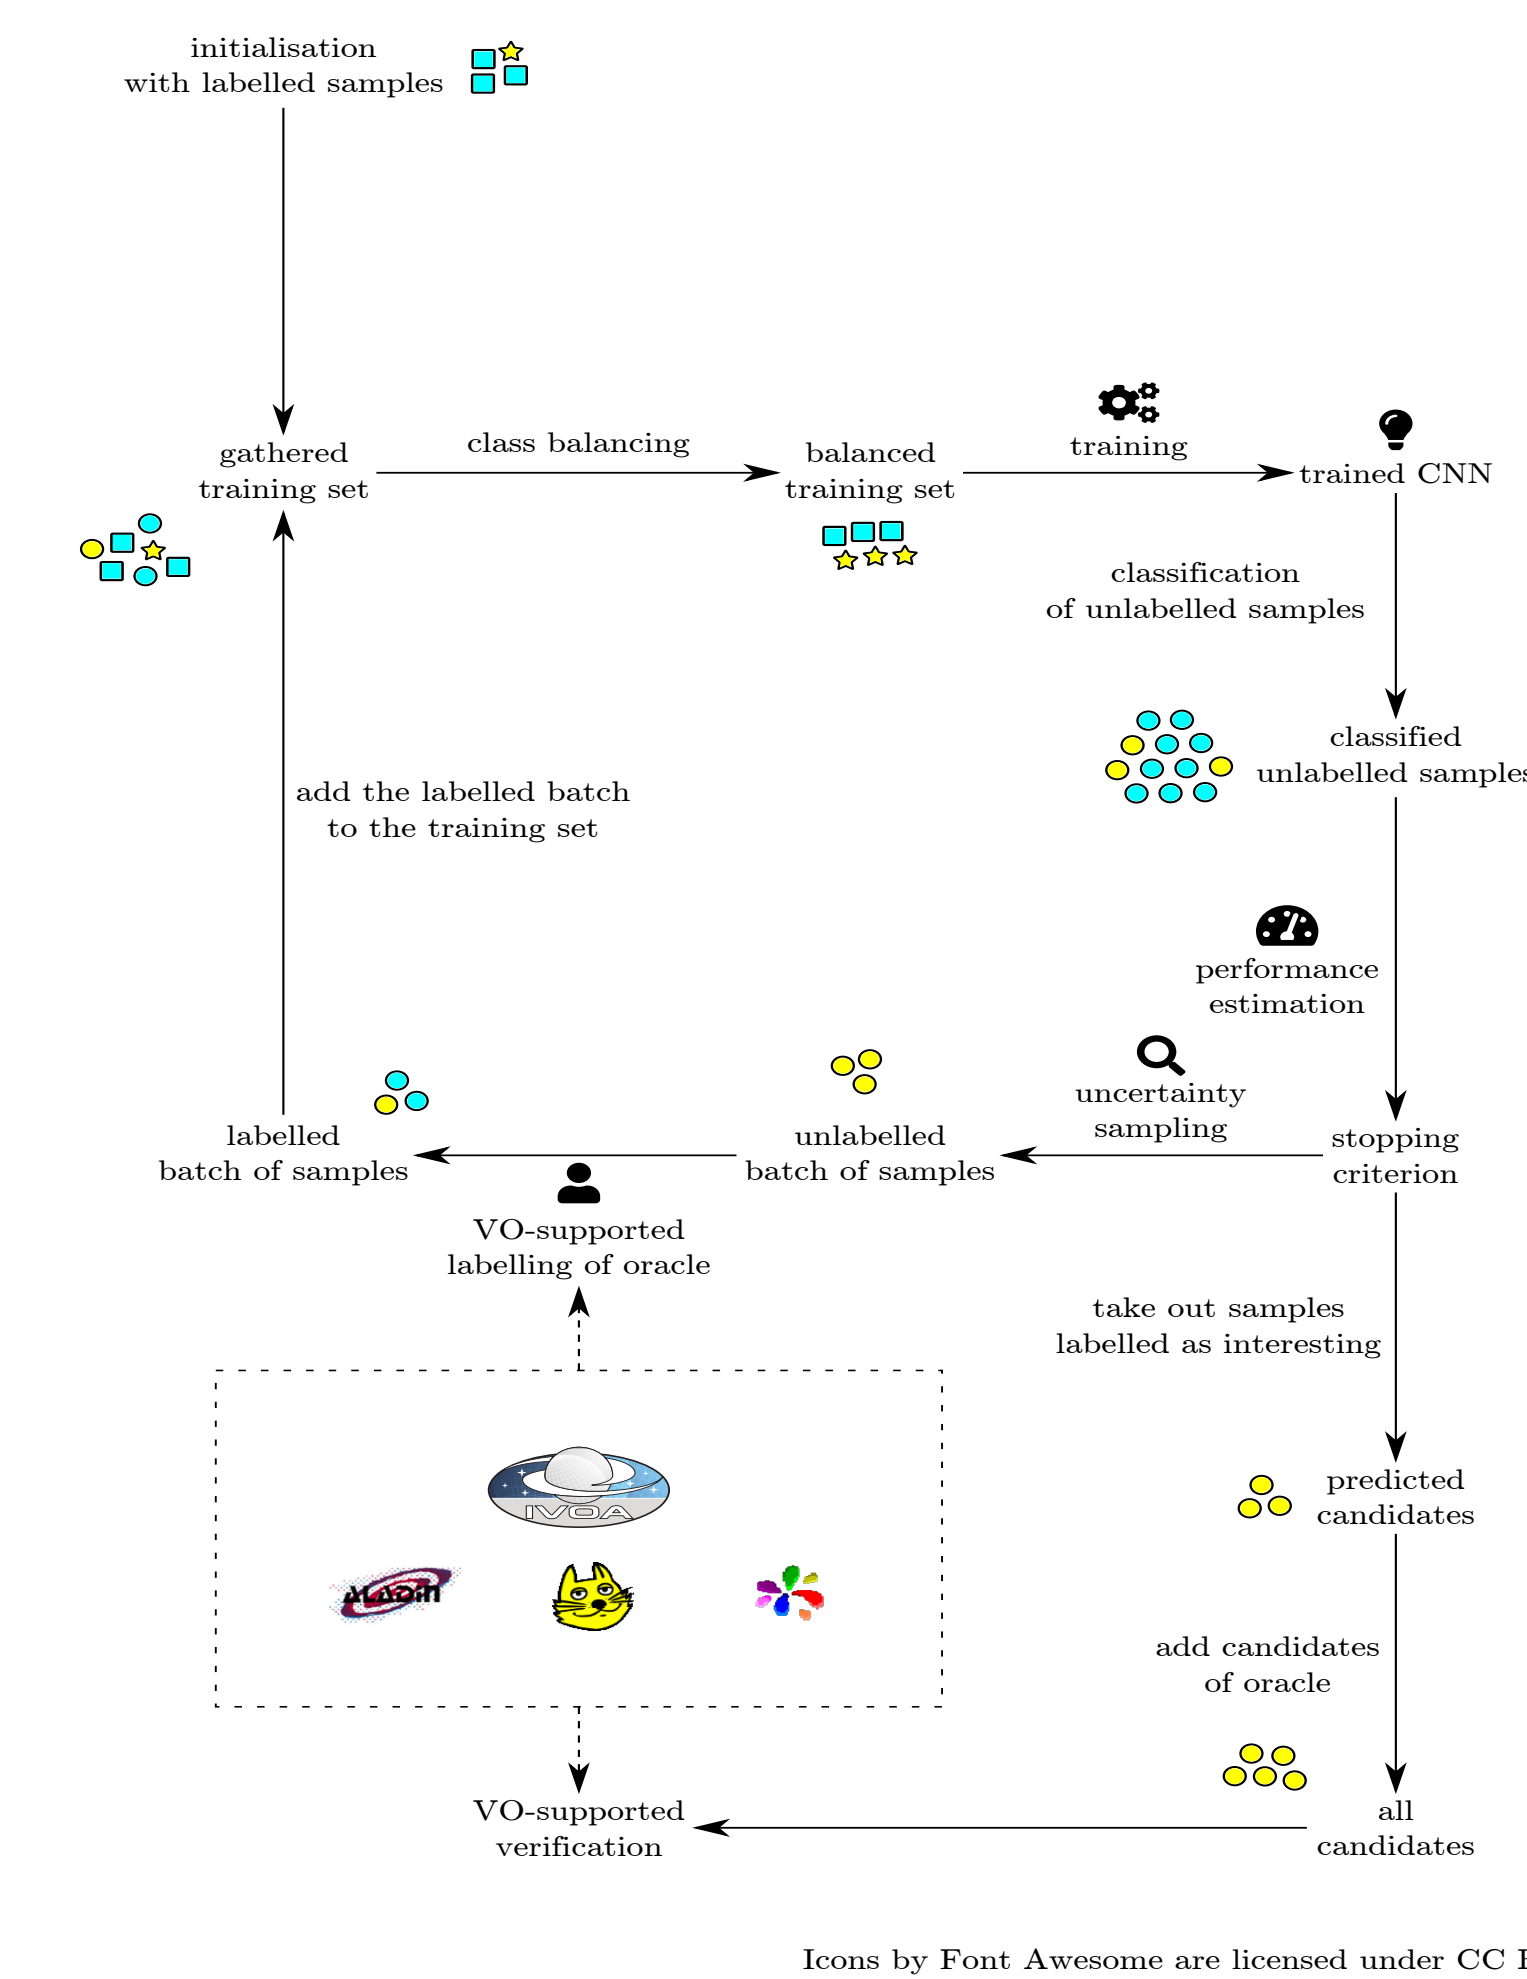 initialisation
with labelled samples
gathered
training set
class balancing
balanced
training set
training
trained CNN
classification
of unlabelled samples
classified
unlabelled samples
add the labelled batch
to the training set
performance
estimation
uncertainty
sampling
stopping
criterion
unlabelled
batch of samples
labelled
batch of samples
VO-supported
labelling of oracle
take out samples
labelled as interesting
IVOA
ALADIN
predicted
candidates
add candidates
of oracle
all
candidates
VO-supported
verification
Icons by Font Awesome are licensed under CC